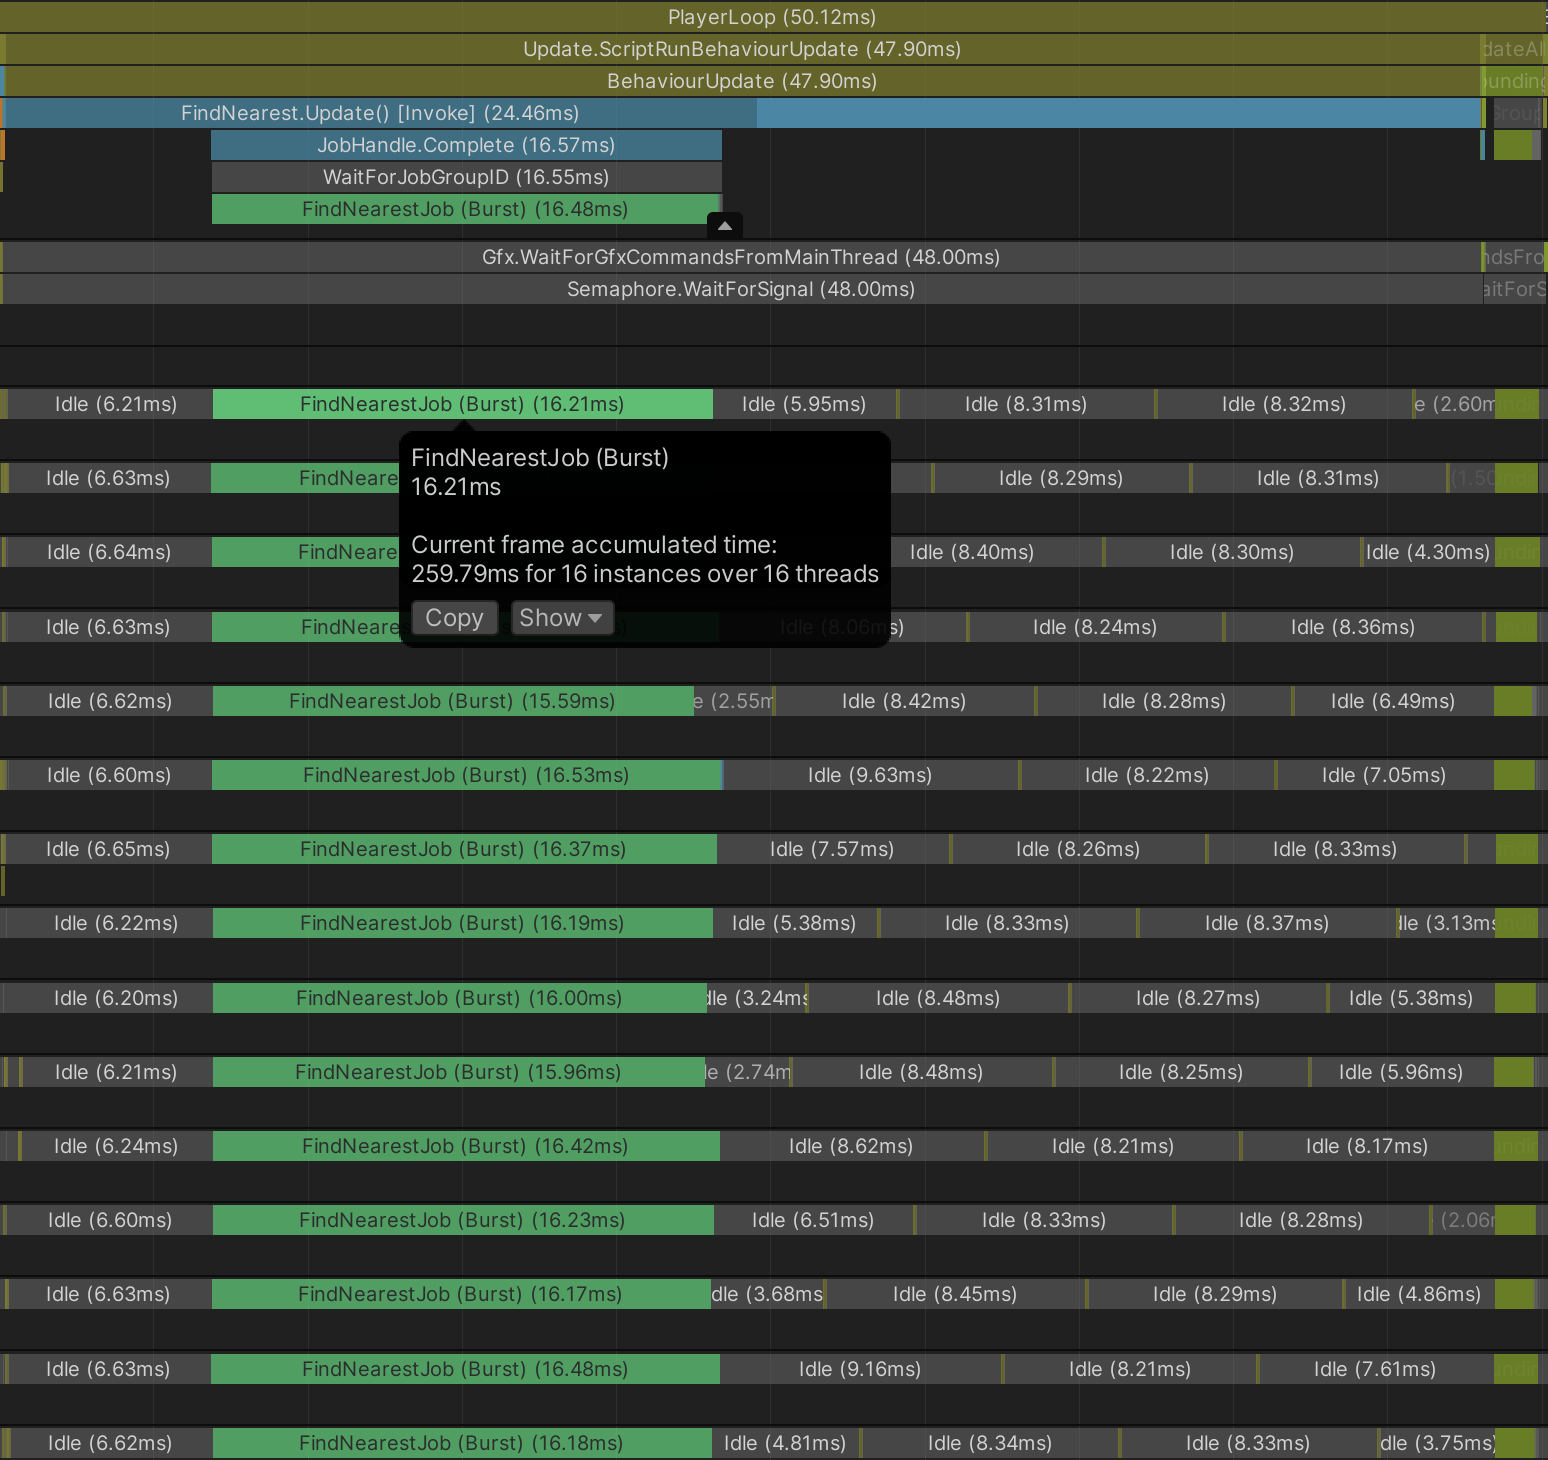 PlayerLoop (50.12ms)
Update.ScriptRunBehaviourUpdate (47.90ms)
BehaviourUpdate (47.90ms)
FindNearest.Update() [Invoke] (24.46ms)
JobHandle.Complete (16.57ms)
WaitForJobGroupID (16.55ms)
FindNearestJob (Burst) (16.48ms)
Gfx.WaitForGfxCommandsFromMainThread (48.00ms)
Semaphore.WaitForSignal (48.00ms)
Idle (6.21ms) FindNearestJob (Burst) (16.21ms) Idle (5.95ms) Idle (8.31ms) Idle (8.32ms) e (2.60m
FindNearestJob (Burst)
16.21ms
Current frame accumulated time:
259.79ms for 16 instances over 16 threads
Copy Show
Idle (6.63ms) FindNeare Idle (8.29ms) Idle (8.31ms) (1.50
Idle (6.64ms) FindNeare Idle (8.40ms) Idle (8.30ms) Idle (4.30ms)
Idle (6.63ms) FindNeare Idle (8.06ms) Idle (8.24ms) Idle (8.36ms)
Idle (6.62ms) FindNearestJob (Burst) (15.59ms) e (2.55m Idle (8.42ms) Idle (8.28ms) Idle (6.49ms)
Idle (6.60ms) FindNearestJob (Burst) (16.53ms) Idle (9.63ms) Idle (8.22ms) Idle (7.05ms)
Idle (6.65ms) FindNearestJob (Burst) (16.37ms) Idle (7.57ms) Idle (8.26ms) Idle (8.33ms)
Idle (6.22ms) FindNearestJob (Burst) (16.19ms) Idle (5.38ms) Idle (8.33ms) Idle (8.37ms) dle (3.13ms
Idle (6.20ms) FindNearestJob (Burst) (16.00ms) dle (3.24ms Idle (8.48ms) Idle (8.27ms) Idle (5.38ms)
Idle (6.21ms) FindNearestJob (Burst) (15.96ms) le (2.74m Idle (8.48ms) Idle (8.25ms) Idle (5.96ms)
Idle (6.24ms) FindNearestJob (Burst) (16.42ms) Idle (8.62ms) Idle (8.21ms) Idle (8.17ms)
Idle (6.60ms) FindNearestJob (Burst) (16.23ms) Idle (6.51ms) Idle (8.33ms) Idle (8.28ms) (2.06
Idle (6.63ms) FindNearestJob (Burst) (16.17ms) dle (3.68ms Idle (8.45ms) Idle (8.29ms) Idle (4.86ms)
Idle (6.63ms) FindNearestJob (Burst) (16.48ms) Idle (9.16ms) Idle (8.21ms) Idle (7.61ms)
Idle (6.62ms) FindNearestJob (Burst) (16.18ms) Idle (4.81ms) Idle (8.34ms) Idle (8.33ms) dle (3.75ms)